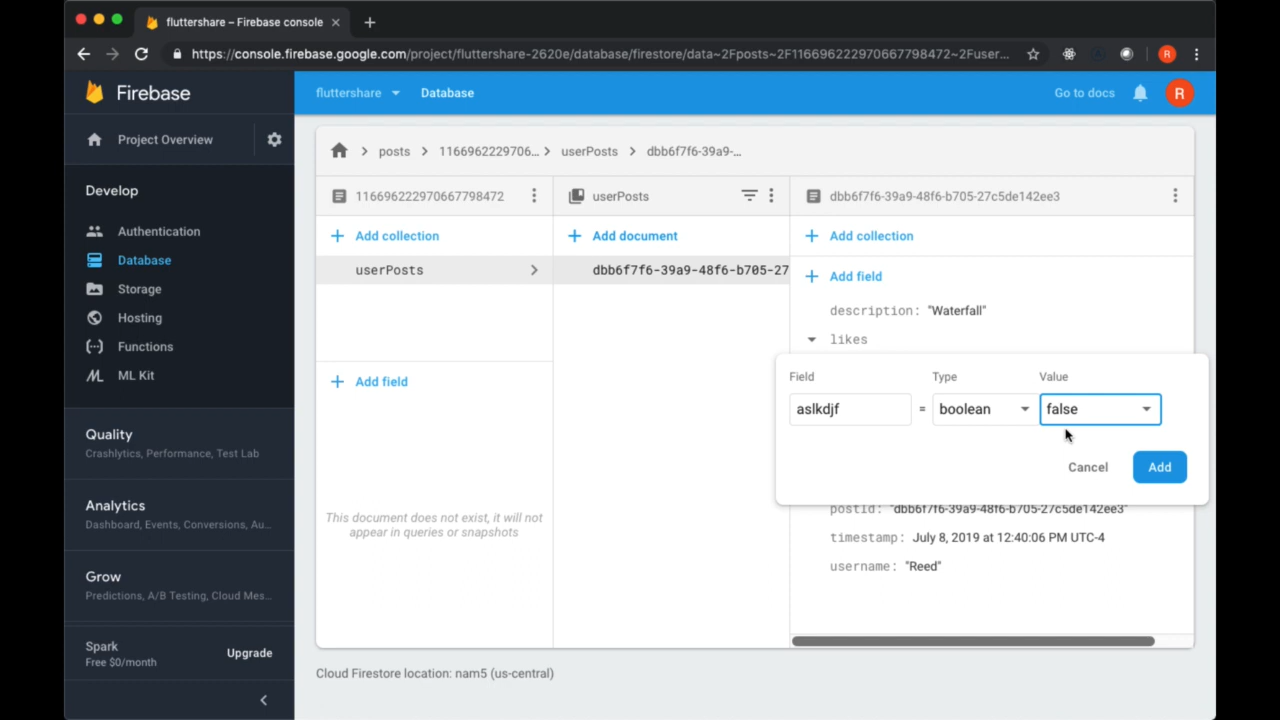 fluttershare – Firebase console
https://console.firebase.google.com/project/fluttershare-2620e/database/firestore/data~2Fposts~2F116696222970667798472~2Fuser...
R
Firebase
fluttershare
Database
Go to docs
R
Project Overview
posts
1166962229706...
userPosts
dbb6f7f6-39a9-...
Develop
116696222970667798472
userPosts
dbb6f7f6-39a9-48f6-b705-27c5de142ee3
Authentication
Add collection
Add document
Add collection
Database
userPosts
dbb6f7f6-39a9-48f6-b705-27
Add field
Storage
description: "Waterfall"
Hosting
likes
Functions
ML Kit
Add field
Field
Type
Value
aslkdjf
=
boolean
false
Cancel
Add
Quality
Crashlytics, Performance, Test Lab
Analytics
Dashboard, Events, Conversions, Au...
This document does not exist, it will not
appear in queries or snapshots
postId: "dbb6f7f6-39a9-48f6-b705-27c5de142ee3"
timestamp: July 8, 2019 at 12:40:06 PM UTC-4
username: "Reed"
Grow
Predictions, A/B Testing, Cloud Mes...
Spark
Free $0/month
Upgrade
Cloud Firestore location: nam5 (us-central)